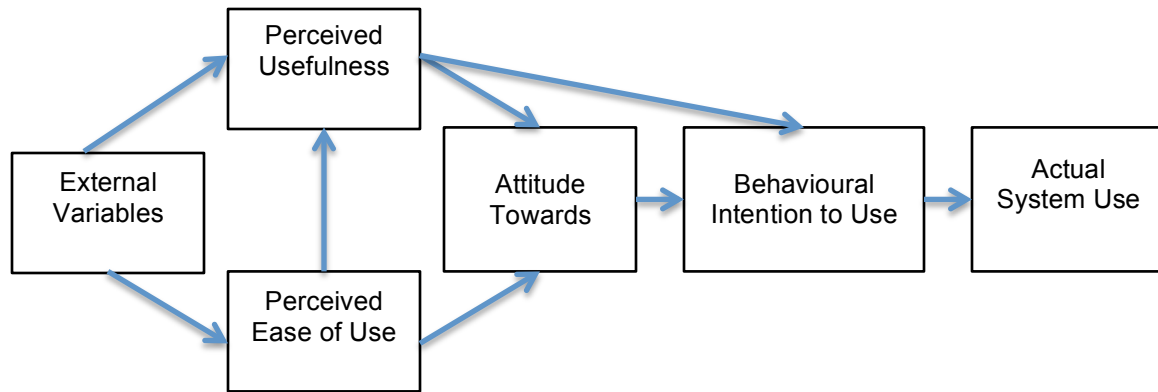 Perceived
Usefulness
External
Variables
Perceived
Ease of Use
Attitude
Towards
Behavioural
Intention to Use
Actual
System Use